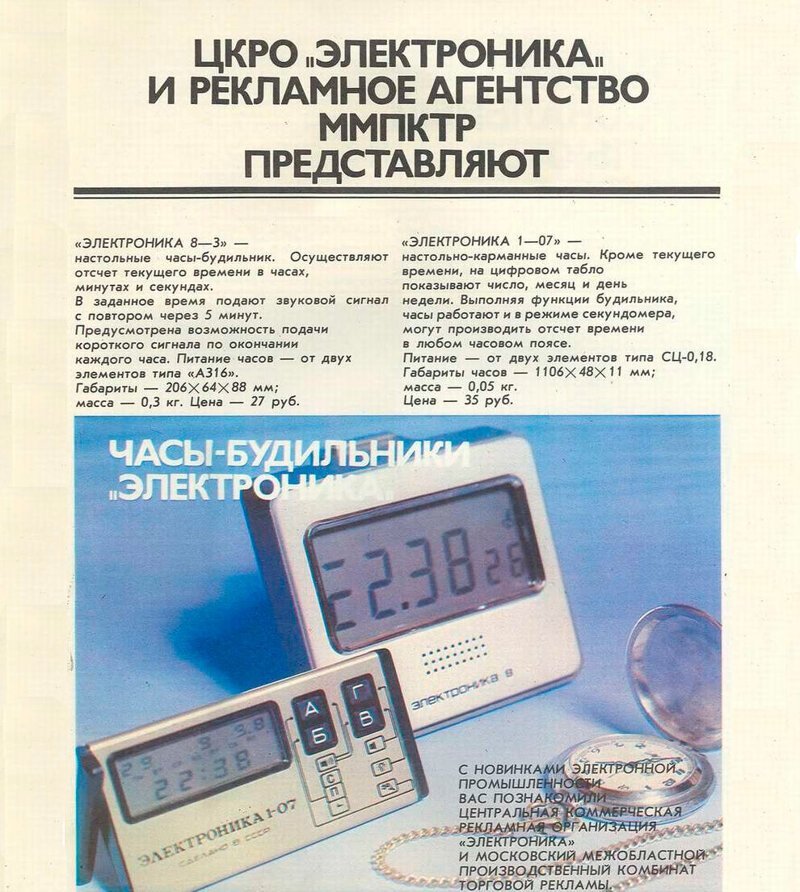 ЦКРО „ЭЛЕКТРОНИКА„
И РЕКЛАМНОЕ АГЕНТСТВО
ММПКТР
ПРЕДСТАВЛЯЮТ
«ЭЛЕКТРОНИКА 8—3» —
настольные часы-будильник. Осуществляют
отсчет текущего времени в часах,
минутах и секундах.
В заданное время подают звуковой сигнал
с повтором через 5 минут.
Предусмотрена возможность подачи
короткого сигнала по окончании
каждого часа. Питание часов — от двух
элементов типа «А316».
Габариты — 206×64×88 мм;
масса — 0,3 кг. Цена — 27 руб.
«ЭЛЕКТРОНИКА 1—07» —
настольно-карманные часы. Кроме текущего
времени, на цифровом табло
показывают число, месяц и день
недели. Выполняя функции будильника,
часы работают и в режиме секундомера,
могут производить отсчет времени
в любом часовом поясе.
Питание — от двух элементов типа СЦ-0,18.
Габариты часов — 1106×48×11 мм;
масса — 0,05 кг.
Цена — 35 руб.
ЧАСЫ-БУДИЛЬНИКИ
„ЭЛЕКТРОНИКА„
22.38 26
электроника 8
А
Б
Г
В
22:38
ЭЛЕКТРОНИКА 1-07
СДЕЛАНО В СССР
С НОВИНКАМИ ЭЛЕКТРОННОЙ
ПРОМЫШЛЕННОСТИ
ВАС ПОЗНАКОМИЛИ
ЦЕНТРАЛЬНАЯ КОММЕРЧЕСКАЯ
РЕКЛАМНАЯ ОРГАНИЗАЦИЯ
«ЭЛЕКТРОНИКА»
И МОСКОВСКИЙ МЕЖОБЛАСТНОЙ
ПРОИЗВОДСТВЕННЫЙ КОМБИНАТ
ТОРГОВОЙ РЕКЛАМЫ.